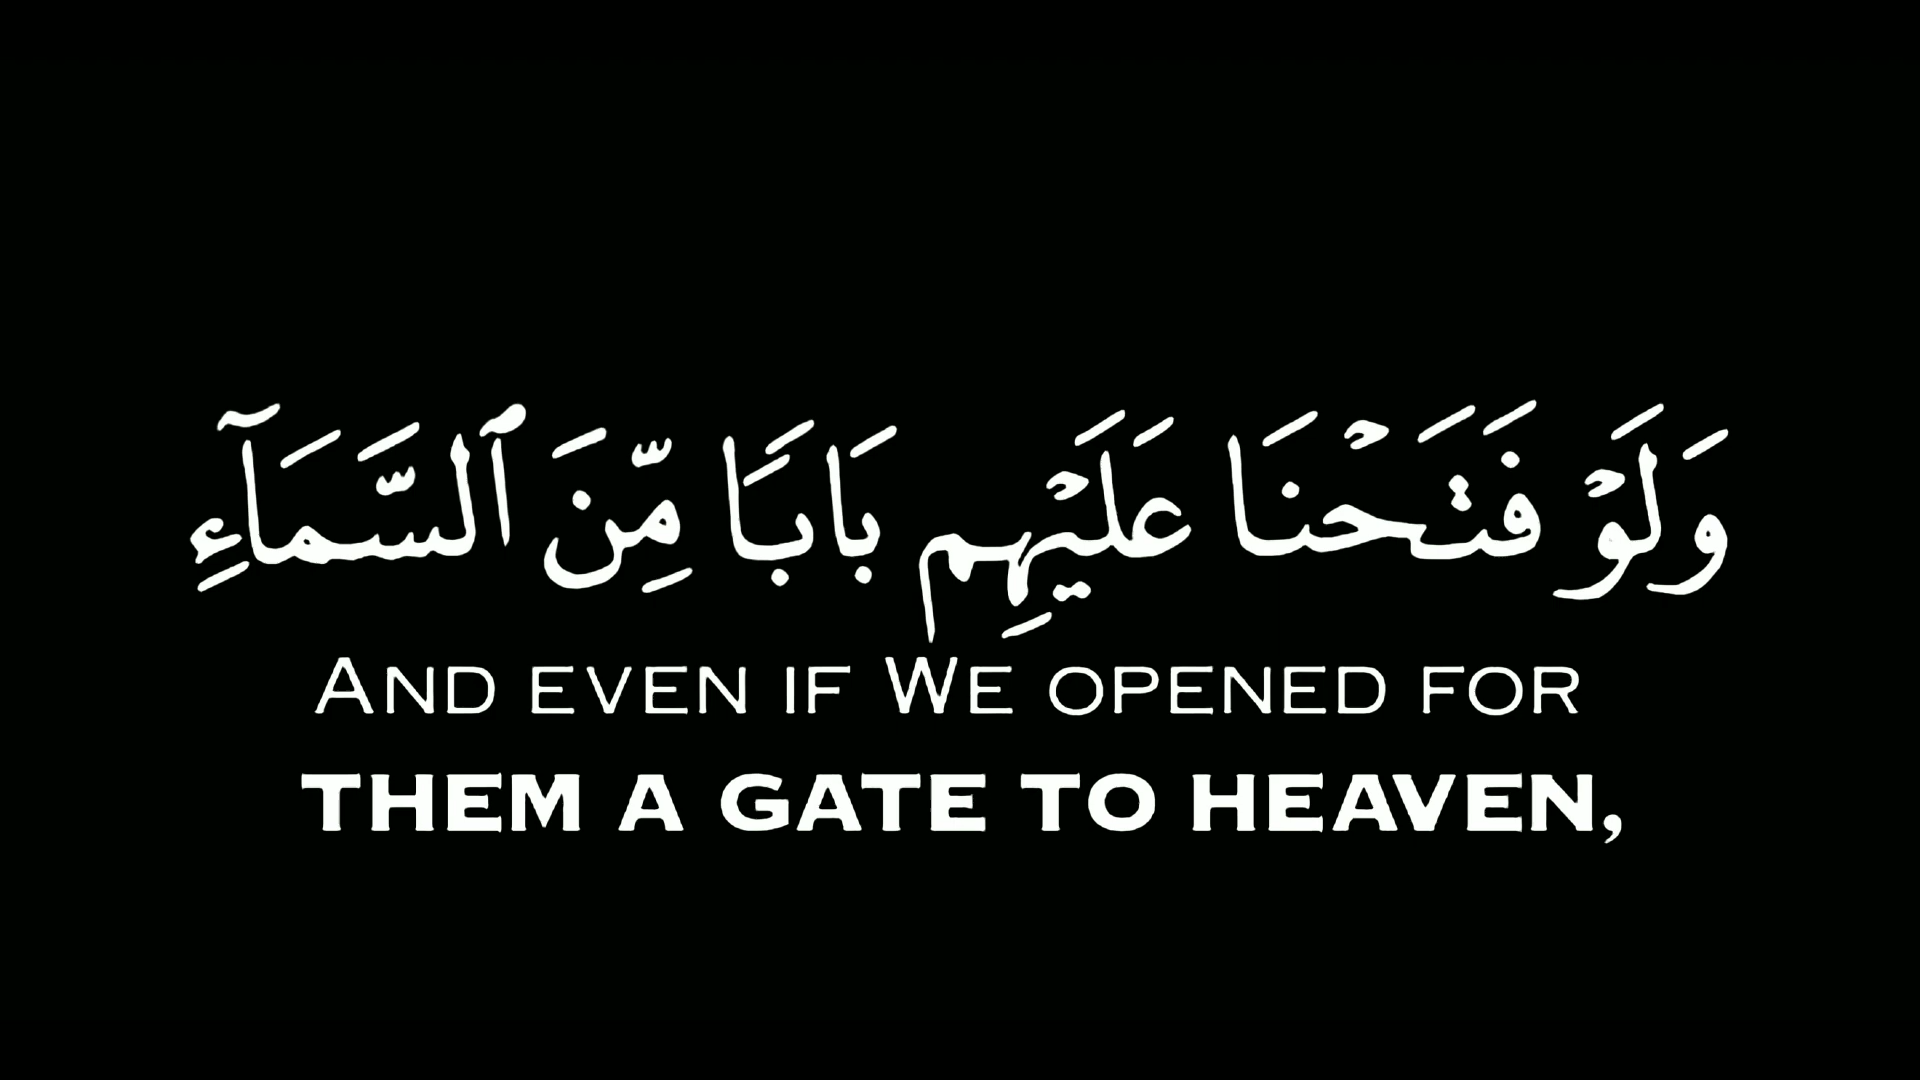 وَلَوْ فَتَحْنَا عَلَيْهِم بَابًا مِّنَ ٱلسَّمَآءِ
And even if We opened for
them a gate to heaven,